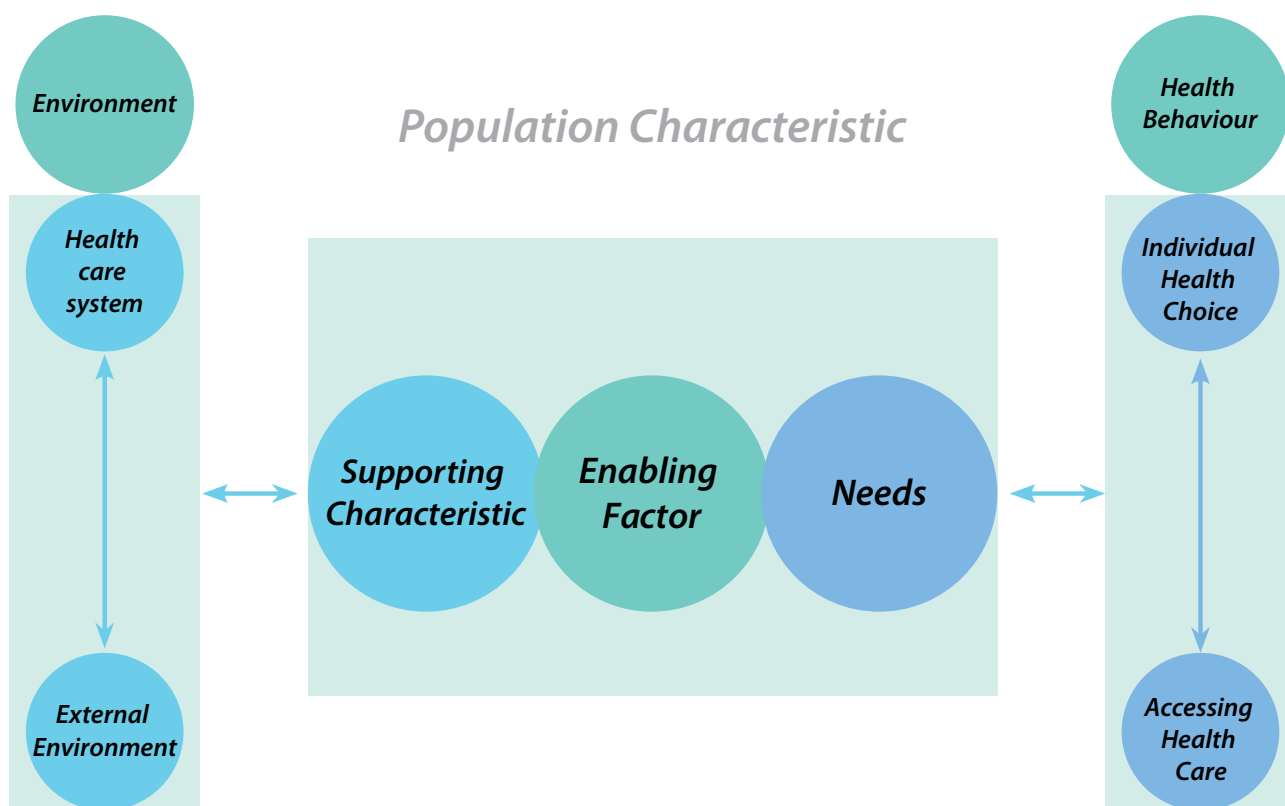 Environment
Population Characteristic
Health
Behaviour
Health
care
system
Individual
Health
Choice
Supporting
Characteristic
Enabling
Factor
Needs
External
Environment
Accessing
Health
Care